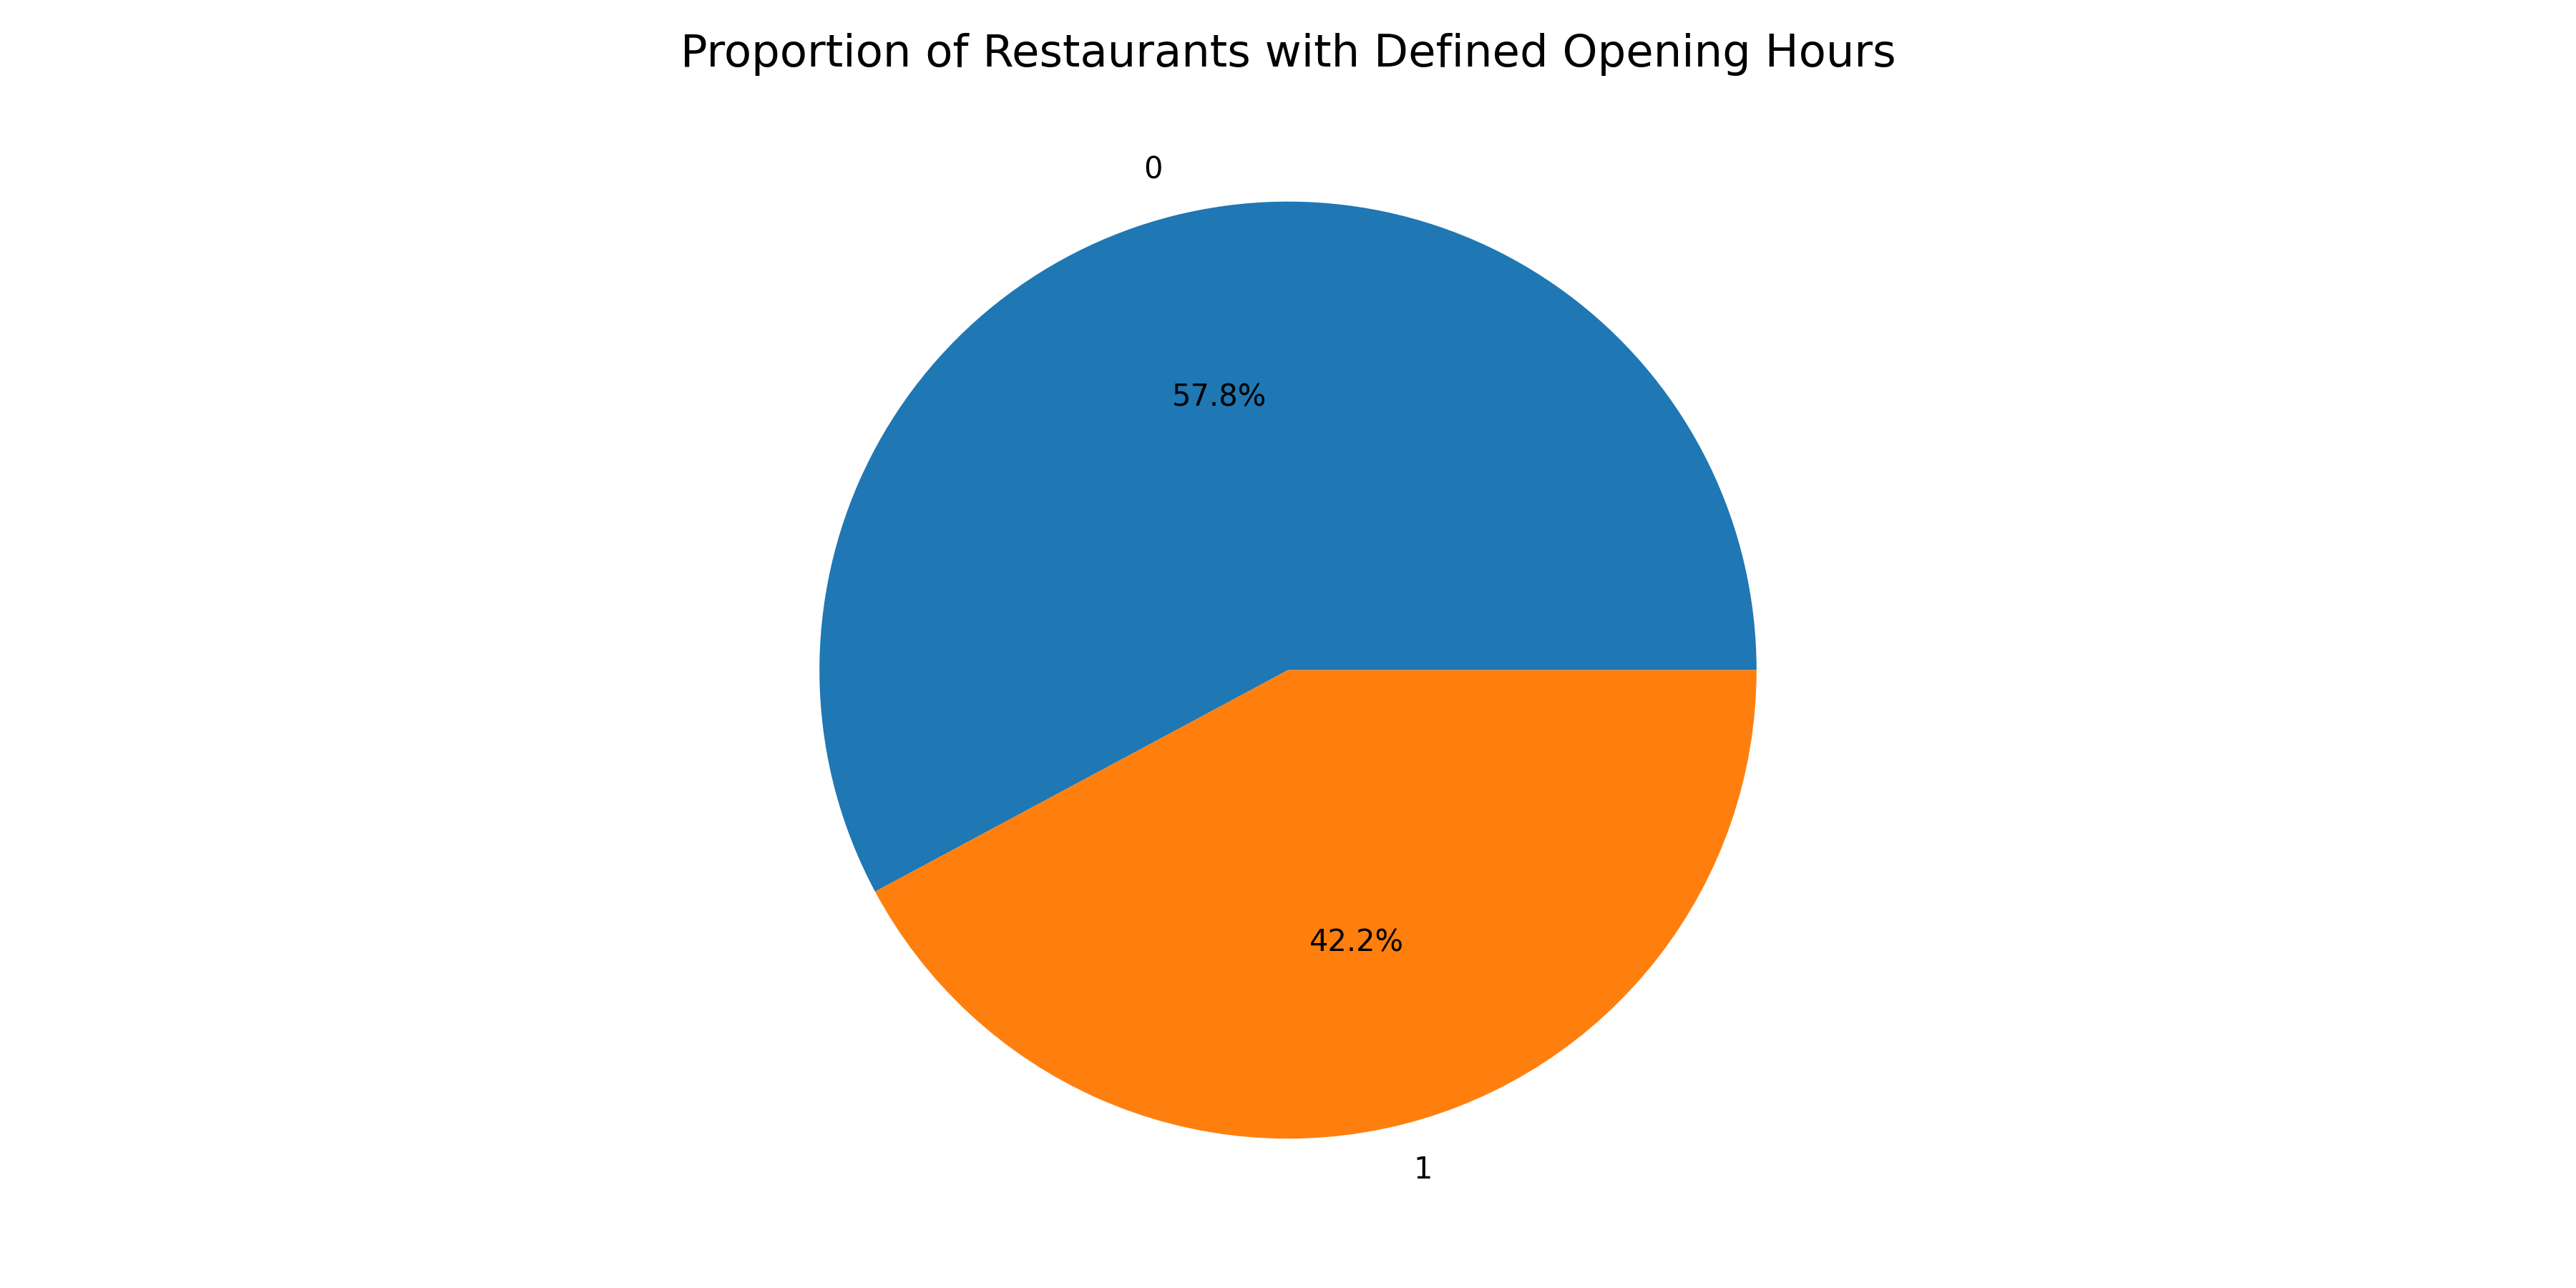 Proportion of Restaurants with Defined Opening Hours
0
57.8%
42.2%
1